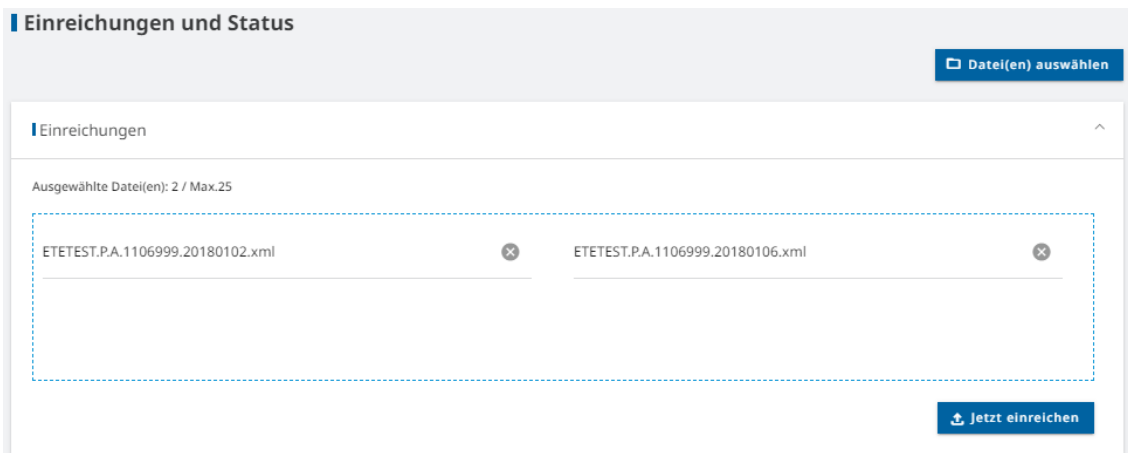 Einreichungen und Status
Datei(en) auswählen
Einreichungen
Ausgewählte Datei(en): 2 / Max.25
ETETEST.P.A.1106999.20180102.xml
ETETEST.P.A.1106999.20180106.xml
Jetzt einreichen